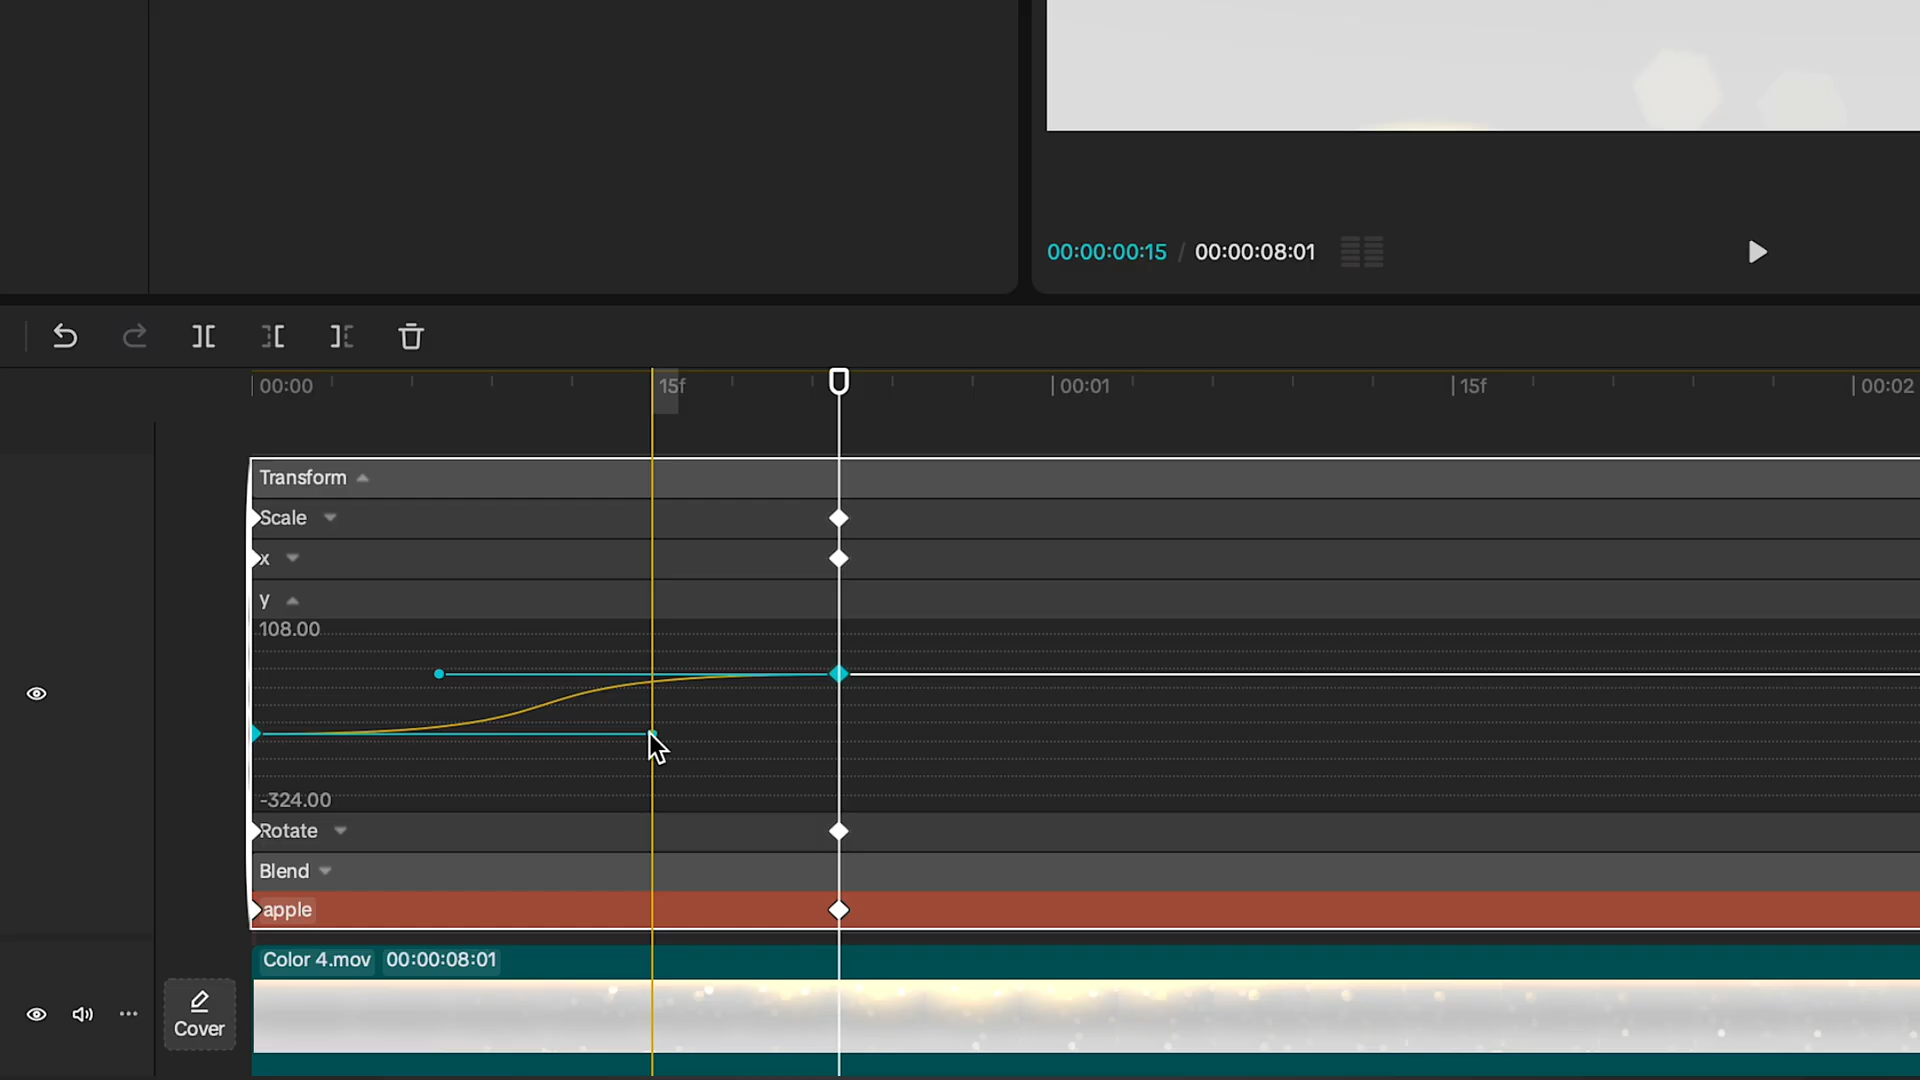 00:00:00:15 / 00:00:08:01
00:00 15f 00:01 15f 00:02
Transform
Scale
x
y
108.00
-324.00
Rotate
Blend
apple
Color 4.mov 00:00:08:01
Cover